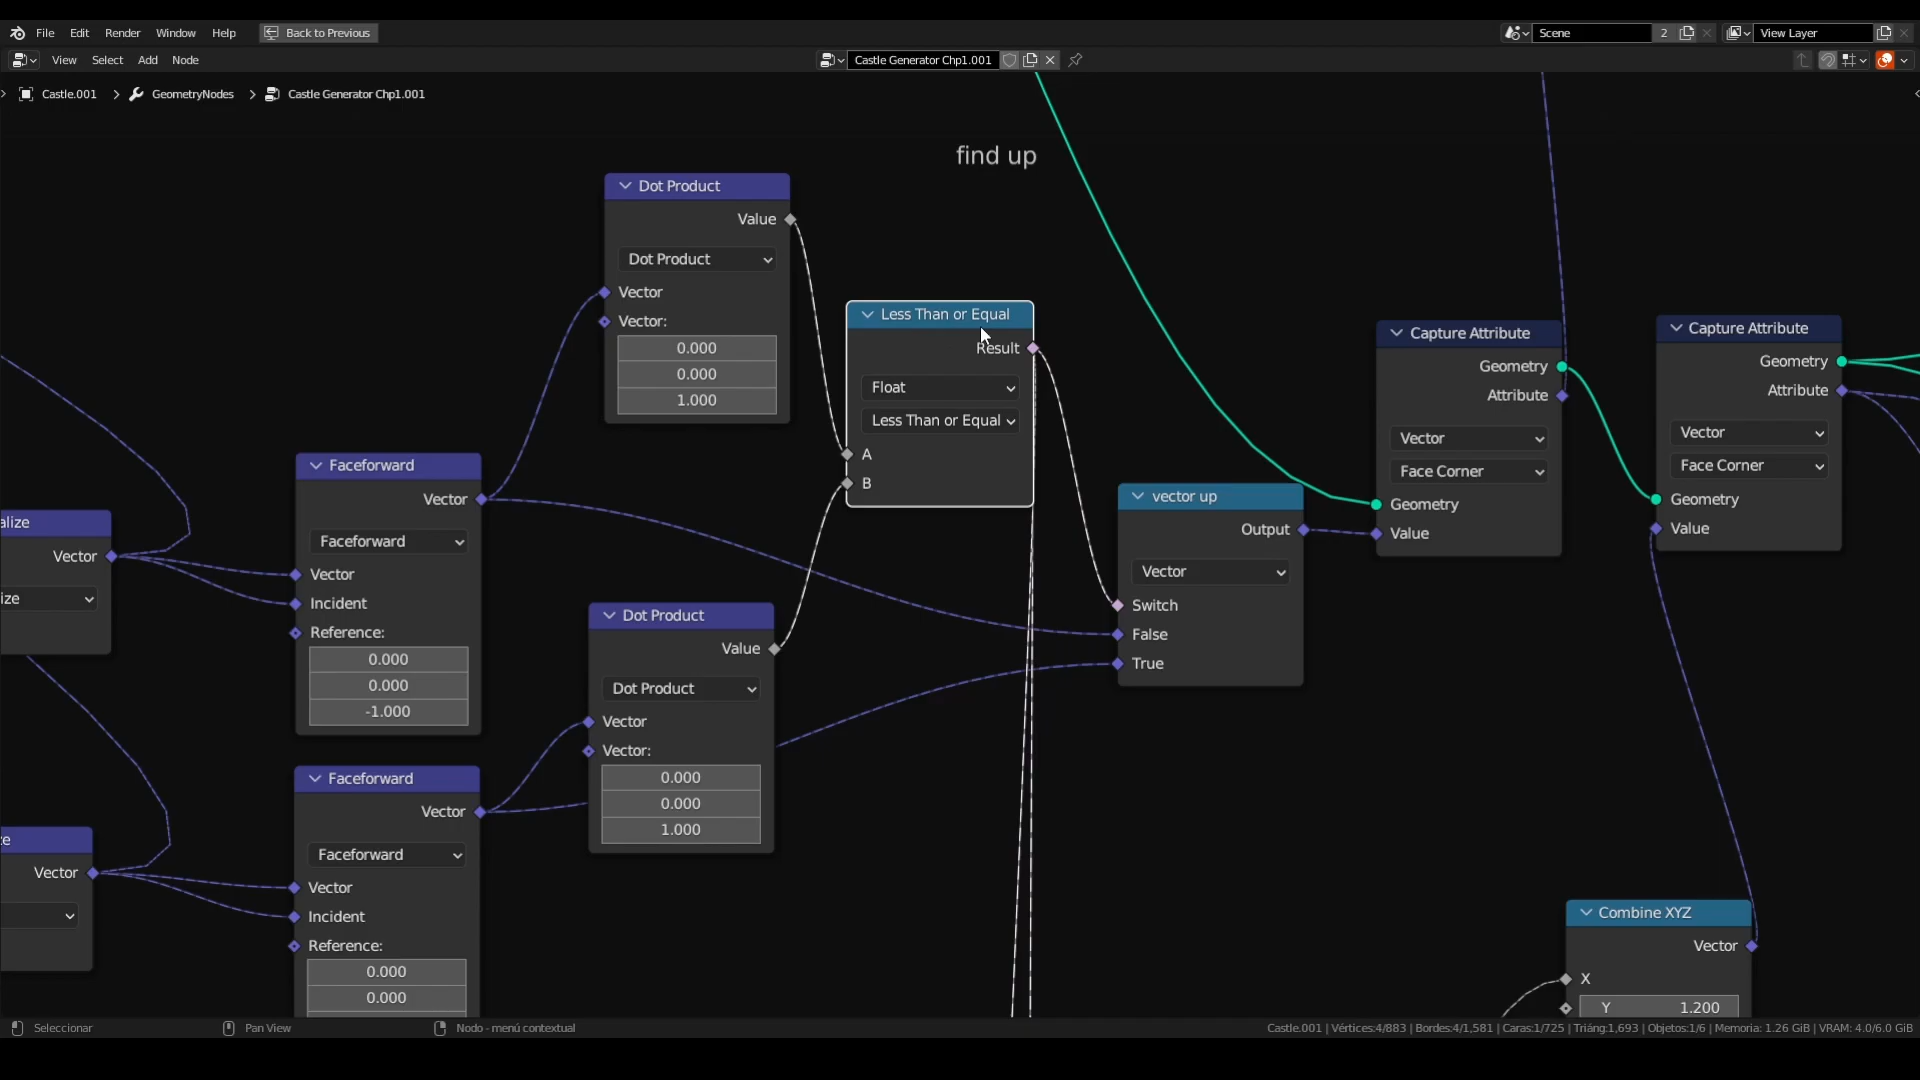 File Edit Render Window Help Back to Previous Scene 2 View Layer
View Select Add Node Castle Generator Chp1.001
Castle.001 GeometryNodes Castle Generator Chp1.001
find up
Dot Product
Value
Dot Product
Vector
Vector:
0.000
0.000
1.000
Less Than or Equal
Result
Float
Less Than or Equal
A
B
Capture Attribute
Geometry
Attribute
Vector
Face Corner
Geometry
Value
Capture Attribute
Geometry
Attribute
Vector
Face Corner
Geometry
Value
alize
Vector
ize
Faceforward
Vector
Faceforward
Vector
Incident
Reference:
0.000
0.000
-1.000
vector up
Output
Vector
Switch
False
True
Dot Product
Value
Dot Product
Vector
Vector:
0.000
0.000
1.000
e
Vector
Faceforward
Vector
Faceforward
Vector
Incident
Reference:
0.000
0.000
Combine XYZ
Vector
X
Y 1.200
Seleccionar Pan View Nodo - menú contextual Castle.001 | Vértices:4/883 | Bordes:4/1,581 | Caras:1/725 | Triáng:1,693 | Objetos:1/6 | Memoria: 1.26 GiB | VRAM: 4.0/6.0 GiB